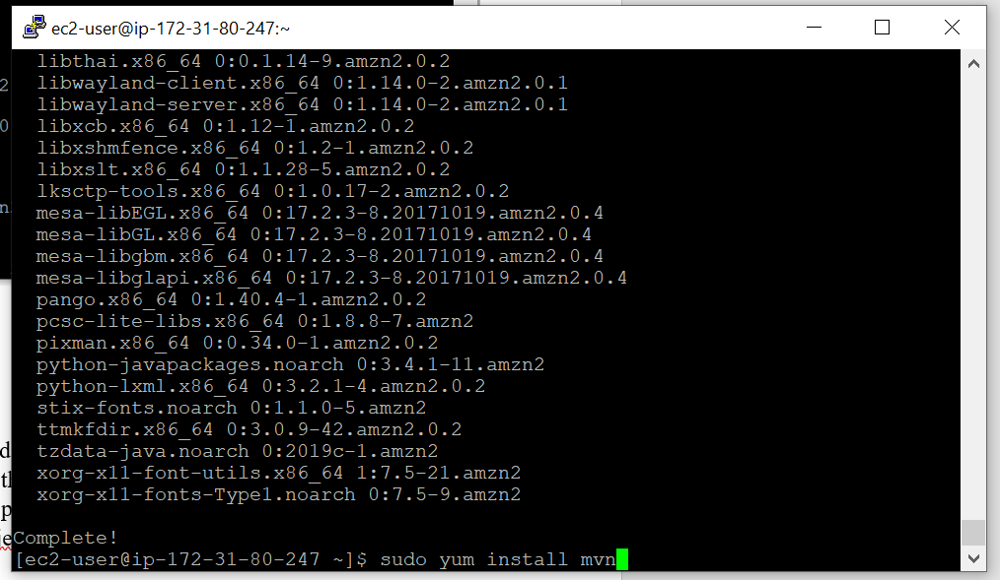 ec2-user@ip-172-31-80-247:~
libthai.x86_64 0:0.1.14-9.amzn2.0.2
libwayland-client.x86_64 0:1.14.0-2.amzn2.0.1
libwayland-server.x86_64 0:1.14.0-2.amzn2.0.1
libxcb.x86_64 0:1.12-1.amzn2.0.2
libxshmfence.x86_64 0:1.2-1.amzn2.0.2
libxslt.x86_64 0:1.1.28-5.amzn2.0.2
lksctp-tools.x86_64 0:1.0.17-2.amzn2.0.2
mesa-libEGL.x86_64 0:17.2.3-8.20171019.amzn2.0.4
mesa-libGL.x86_64 0:17.2.3-8.20171019.amzn2.0.4
mesa-libgbm.x86_64 0:17.2.3-8.20171019.amzn2.0.4
mesa-libglapi.x86_64 0:17.2.3-8.20171019.amzn2.0.4
pango.x86_64 0:1.40.4-1.amzn2.0.2
pcsc-lite-libs.x86_64 0:1.8.8-7.amzn2
pixman.x86_64 0:0.34.0-1.amzn2.0.2
python-javapackages.noarch 0:3.4.1-11.amzn2
python-lxml.x86_64 0:3.2.1-4.amzn2.0.2
stix-fonts.noarch 0:1.1.0-5.amzn2
ttmkfdir.x86_64 0:3.0.9-42.amzn2.0.2
tzdata-java.noarch 0:2019c-1.amzn2
xorg-x11-font-utils.x86_64 1:7.5-21.amzn2
xorg-x11-fonts-Type1.noarch 0:7.5-9.amzn2
Complete!
[ec2-user@ip-172-31-80-247 ~]$ sudo yum install mvn